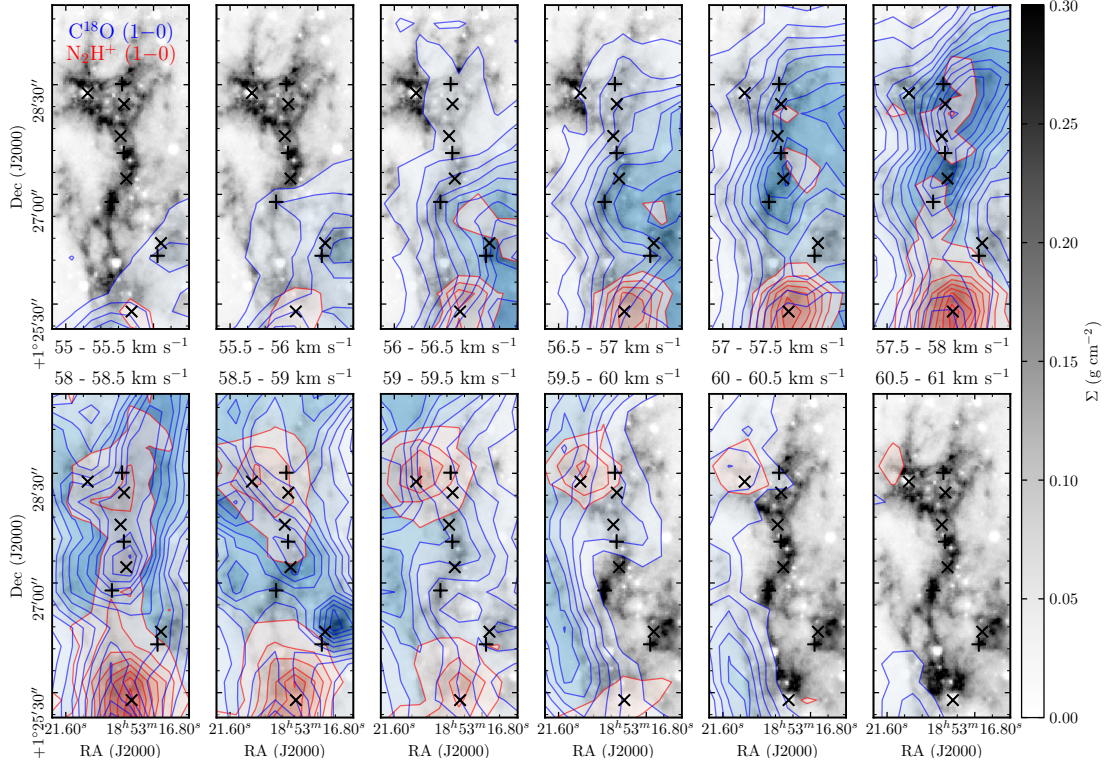 C¹⁸O (1−0)
N₂H⁺ (1−0)
Dec (J2000)
28′30″
27′00″
+1°25′30″
55 - 55.5 km s⁻¹
55.5 - 56 km s⁻¹
56 - 56.5 km s⁻¹
56.5 - 57 km s⁻¹
57 - 57.5 km s⁻¹
57.5 - 58 km s⁻¹
58 - 58.5 km s⁻¹
58.5 - 59 km s⁻¹
59 - 59.5 km s⁻¹
59.5 - 60 km s⁻¹
60 - 60.5 km s⁻¹
60.5 - 61 km s⁻¹
Dec (J2000)
28′30″
27′00″
+1°25′30″
21.60ˢ 18ʰ53ᵐ16.80ˢ
21.60ˢ 18ʰ53ᵐ16.80ˢ
21.60ˢ 18ʰ53ᵐ16.80ˢ
21.60ˢ 18ʰ53ᵐ16.80ˢ
21.60ˢ 18ʰ53ᵐ16.80ˢ
21.60ˢ 18ʰ53ᵐ16.80ˢ
RA (J2000)
RA (J2000)
RA (J2000)
RA (J2000)
RA (J2000)
RA (J2000)
0.30
0.25
0.20
0.15
0.10
0.05
0.00
Σ (g cm⁻²)